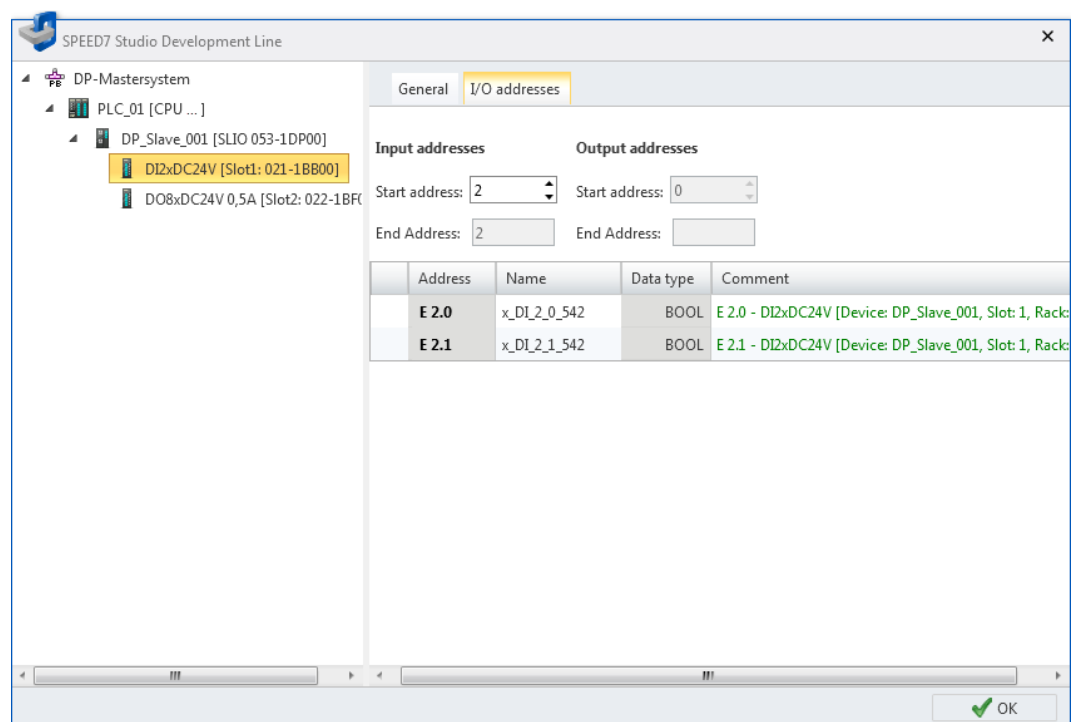 SPEED7 Studio Development Line
DP-Mastersystem
PLC_01 [CPU ... ]
DP_Slave_001 [SLIO 053-1DP00]
DI2xDC24V [Slot1: 021-1BB00]
DO8xDC24V 0,5A [Slot2: 022-1BF
General I/O addresses
Input addresses Output addresses
Start address: 2 Start address: 0
End Address: 2 End Address:
Address Name Data type Comment
E 2.0 x_DI_2_0_542 BOOL E 2.0 - DI2xDC24V [Device: DP_Slave_001, Slot: 1, Rack:
E 2.1 x_DI_2_1_542 BOOL E 2.1 - DI2xDC24V [Device: DP_Slave_001, Slot: 1, Rack:
OK